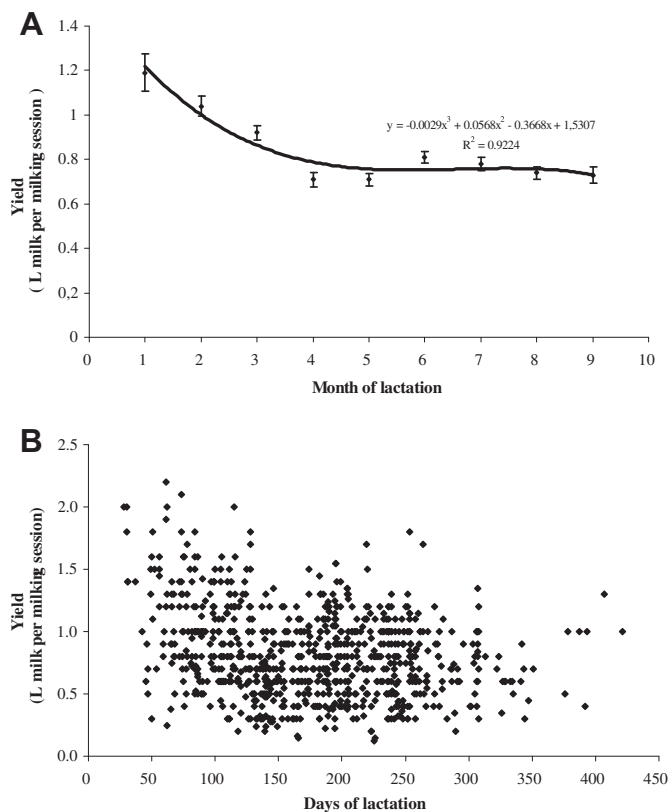 A
1.4
1.2
1
0.8
0.6
0.4
0,2
0
0 1 2 3 4 5 6 7 8 9 10
Yield
( L milk per milking session )
y = -0.0029x³ + 0.0568x² - 0.3668x + 1,5307
R² = 0.9224
Month of lactation
B
2.5
2.0
1.5
1.0
0.5
0.0
0 50 100 150 200 250 300 350 400 450
Yield
(L milk per milking session)
Days of lactation